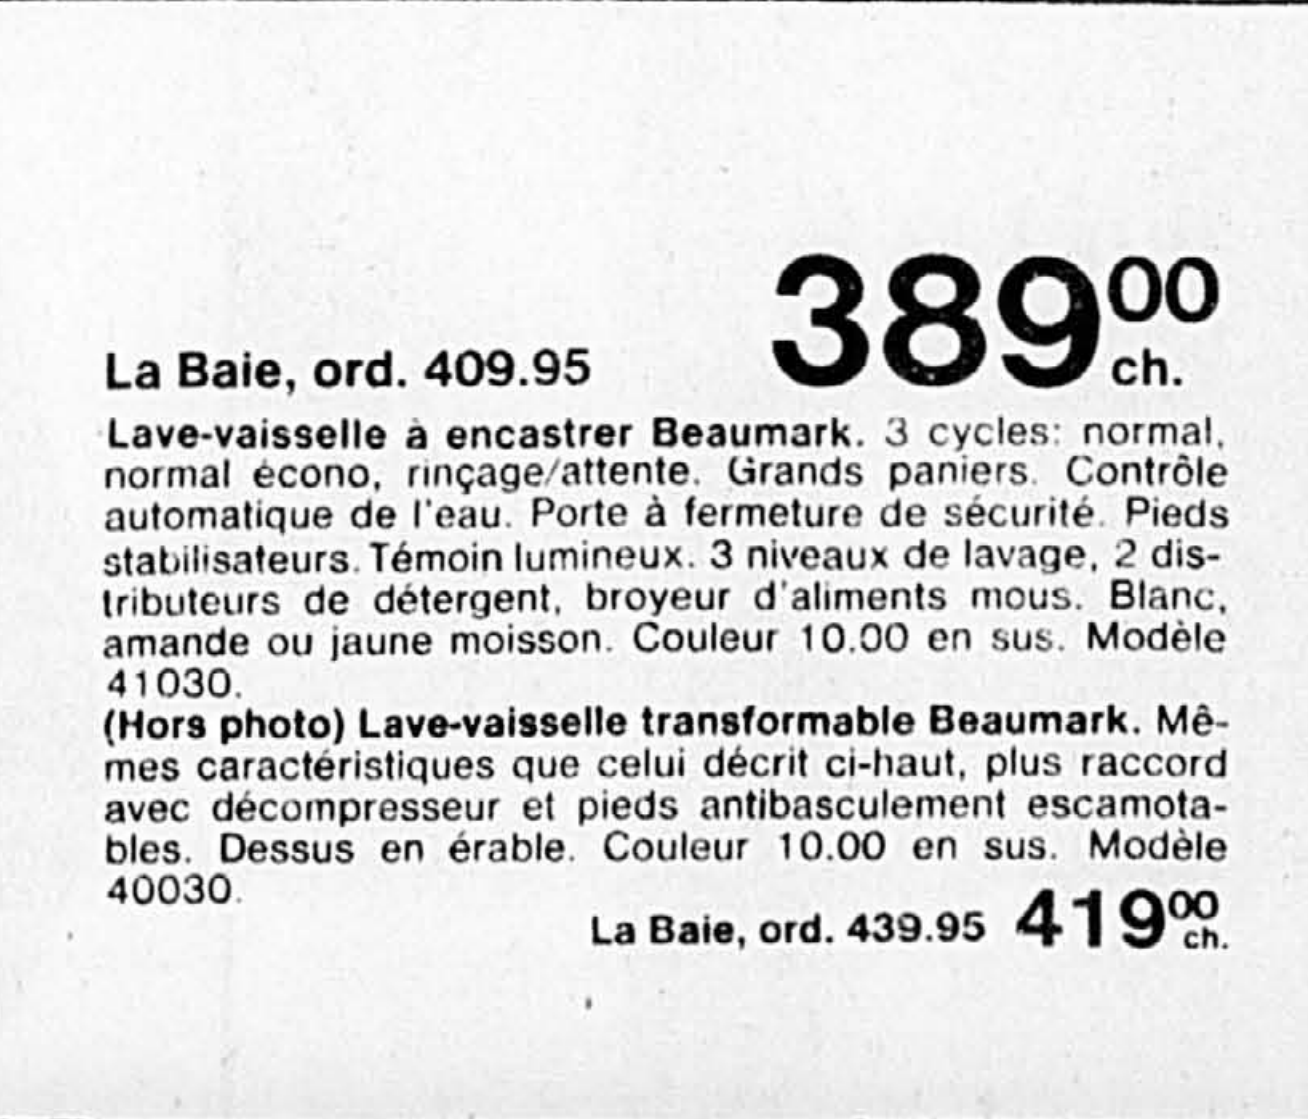 389 00
La Baie, ord. 409.95 ch.
Lave-vaisselle à encastrer Beaumark. 3 cycles: normal,
normal écono, rinçage/attente. Grands paniers. Contrôle
automatique de l'eau. Porte à fermeture de sécurité. Pieds
stabilisateurs. Témoin lumineux. 3 niveaux de lavage, 2 dis-
tributeurs de détergent, broyeur d'aliments mous. Blanc,
amande ou jaune moisson. Couleur 10.00 en sus. Modèle
41030.
(Hors photo) Lave-vaisselle transformable Beaumark. Mê-
mes caractéristiques que celui décrit ci-haut, plus raccord
avec décompresseur et pieds antibasculement escamota-
bles. Dessus en érable. Couleur 10.00 en sus. Modèle
40030.
La Baie, ord. 439.95 419 00 ch.